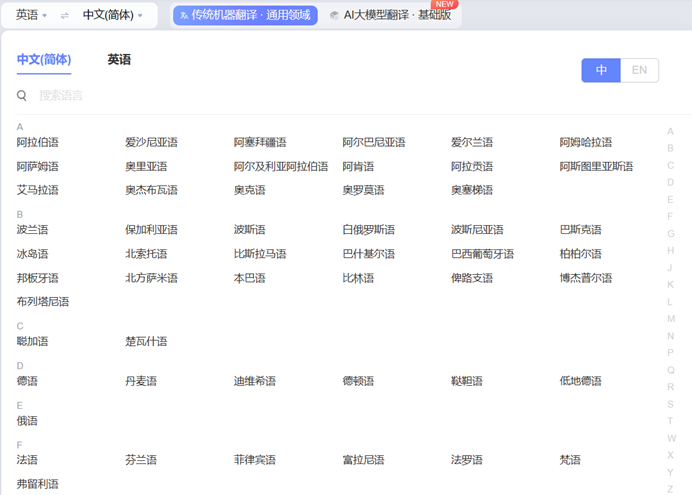 英语 中文(简体) 传统机器翻译 · 通用领域 AI大模型翻译 · 基础版 NEW
中文(简体) 英语
中 EN
搜索语言
A
阿拉伯语 爱沙尼亚语 阿塞拜疆语 阿尔巴尼亚语 爱尔兰语 阿姆哈拉语
阿萨姆语 奥里亚语 阿尔及利亚阿拉伯语 阿肯语 阿拉贡语 阿斯图里亚斯语
艾马拉语 奥杰布瓦语 奥克语 奥罗莫语 奥塞梯语
B
波兰语 保加利亚语 波斯语 白俄罗斯语 波斯尼亚语 巴斯克语
冰岛语 北索托语 比斯拉马语 巴什基尔语 巴西葡萄牙语 柏柏尔语
邦板牙语 北方萨米语 本巴语 比林语 俾路支语 博杰普尔语
布列塔尼语
C
聪加语 楚瓦什语
D
德语 丹麦语 迪维希语 德顿语 鞑靼语 低地德语
E
俄语
F
法语 芬兰语 菲律宾语 富拉尼语 法罗语 梵语
弗留利语
A
B
C
D
E
F
G
H
J
K
L
M
N
P
Q
R
S
T
W
X
Y
Z